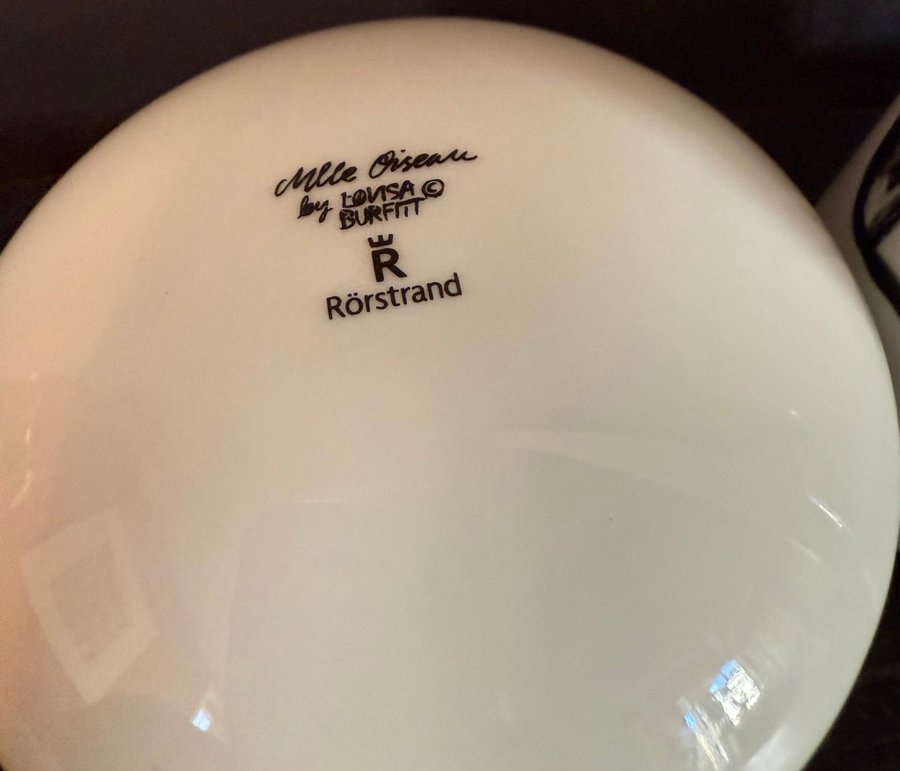 Mlle Oiseau
by LOVISA ©
BURFITT
R
Rörstrand